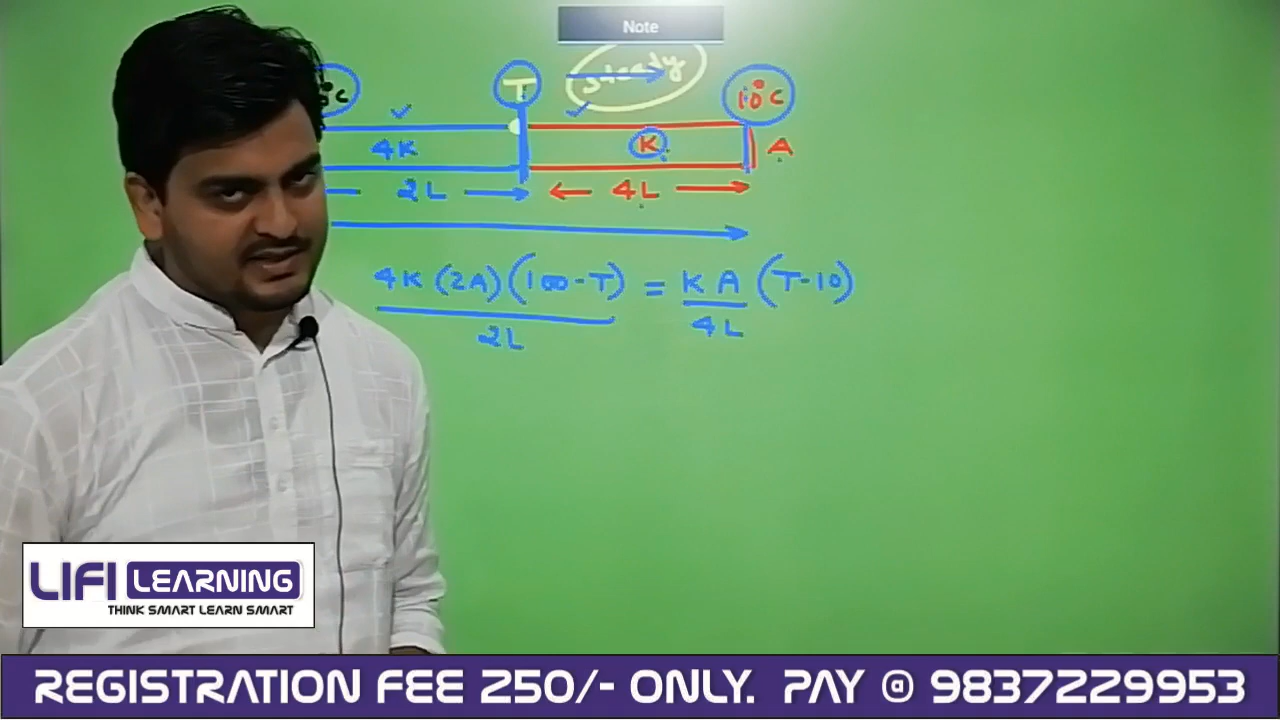 Note
Steady
T
10°C
4K
K
A
2L
4L
4K (2A) (100 - T) = K A (T - 10)
2L 4L
LIFI LEARNING
THINK SMART LEARN SMART
REGISTRATION FEE 250/- ONLY. PAY @ 9837229953